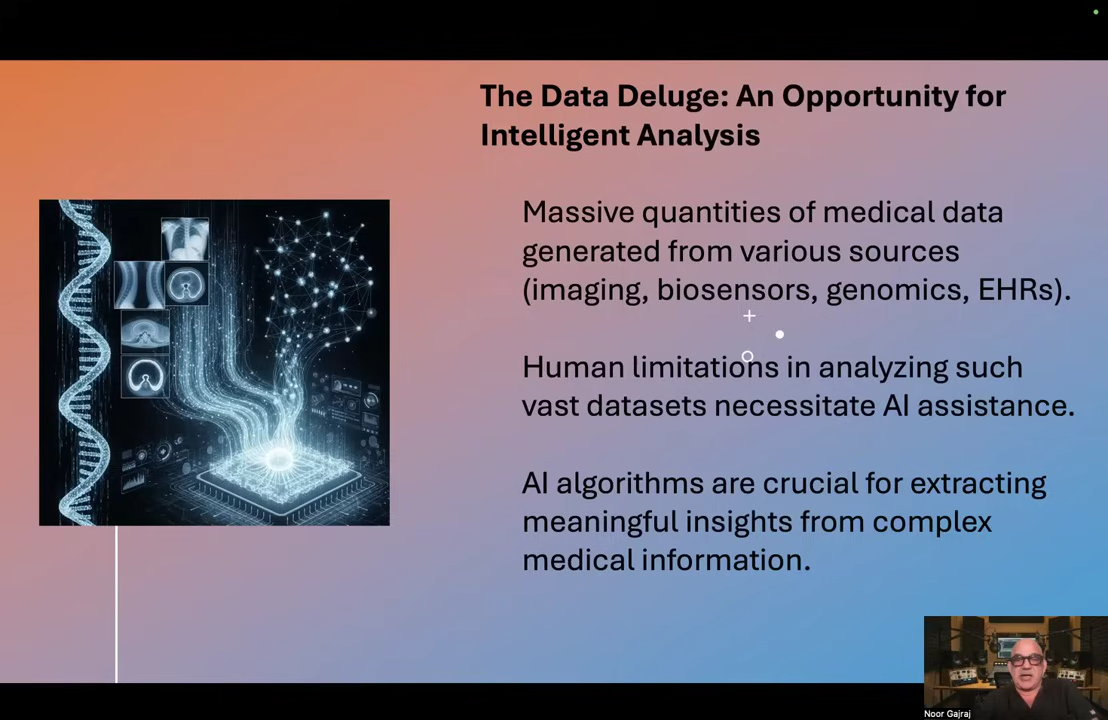 The Data Deluge: An Opportunity for
Intelligent Analysis
Massive quantities of medical data
generated from various sources
(imaging, biosensors, genomics, EHRs).
Human limitations in analyzing such
vast datasets necessitate AI assistance.
AI algorithms are crucial for extracting
meaningful insights from complex
medical information.
Noor Gajraj